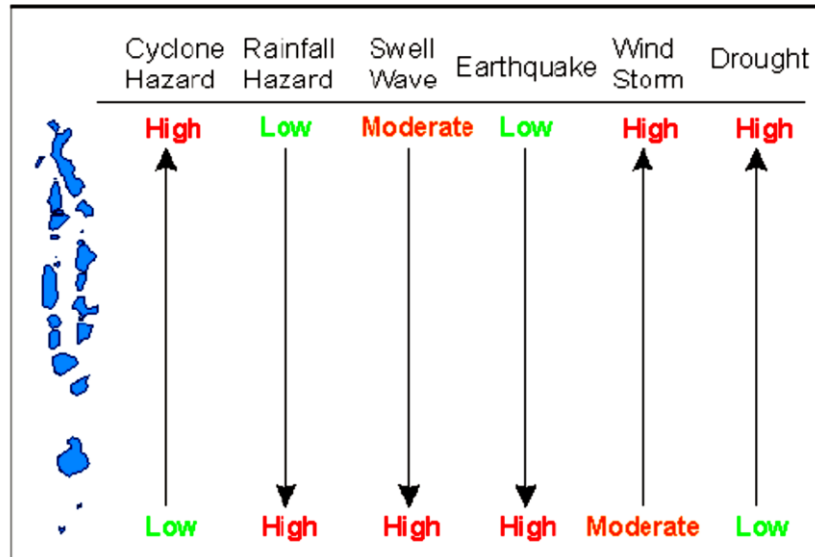 Cyclone Hazard
Rainfall Hazard
Swell Wave
Earthquake
Wind Storm
Drought
High Low Moderate Low High High
Low High High High Moderate Low